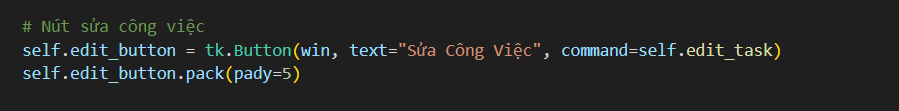 # Nút sửa công việc
self.edit_button = tk.Button(win, text="Sửa Công Việc", command=self.edit_task)
self.edit_button.pack(pady=5)